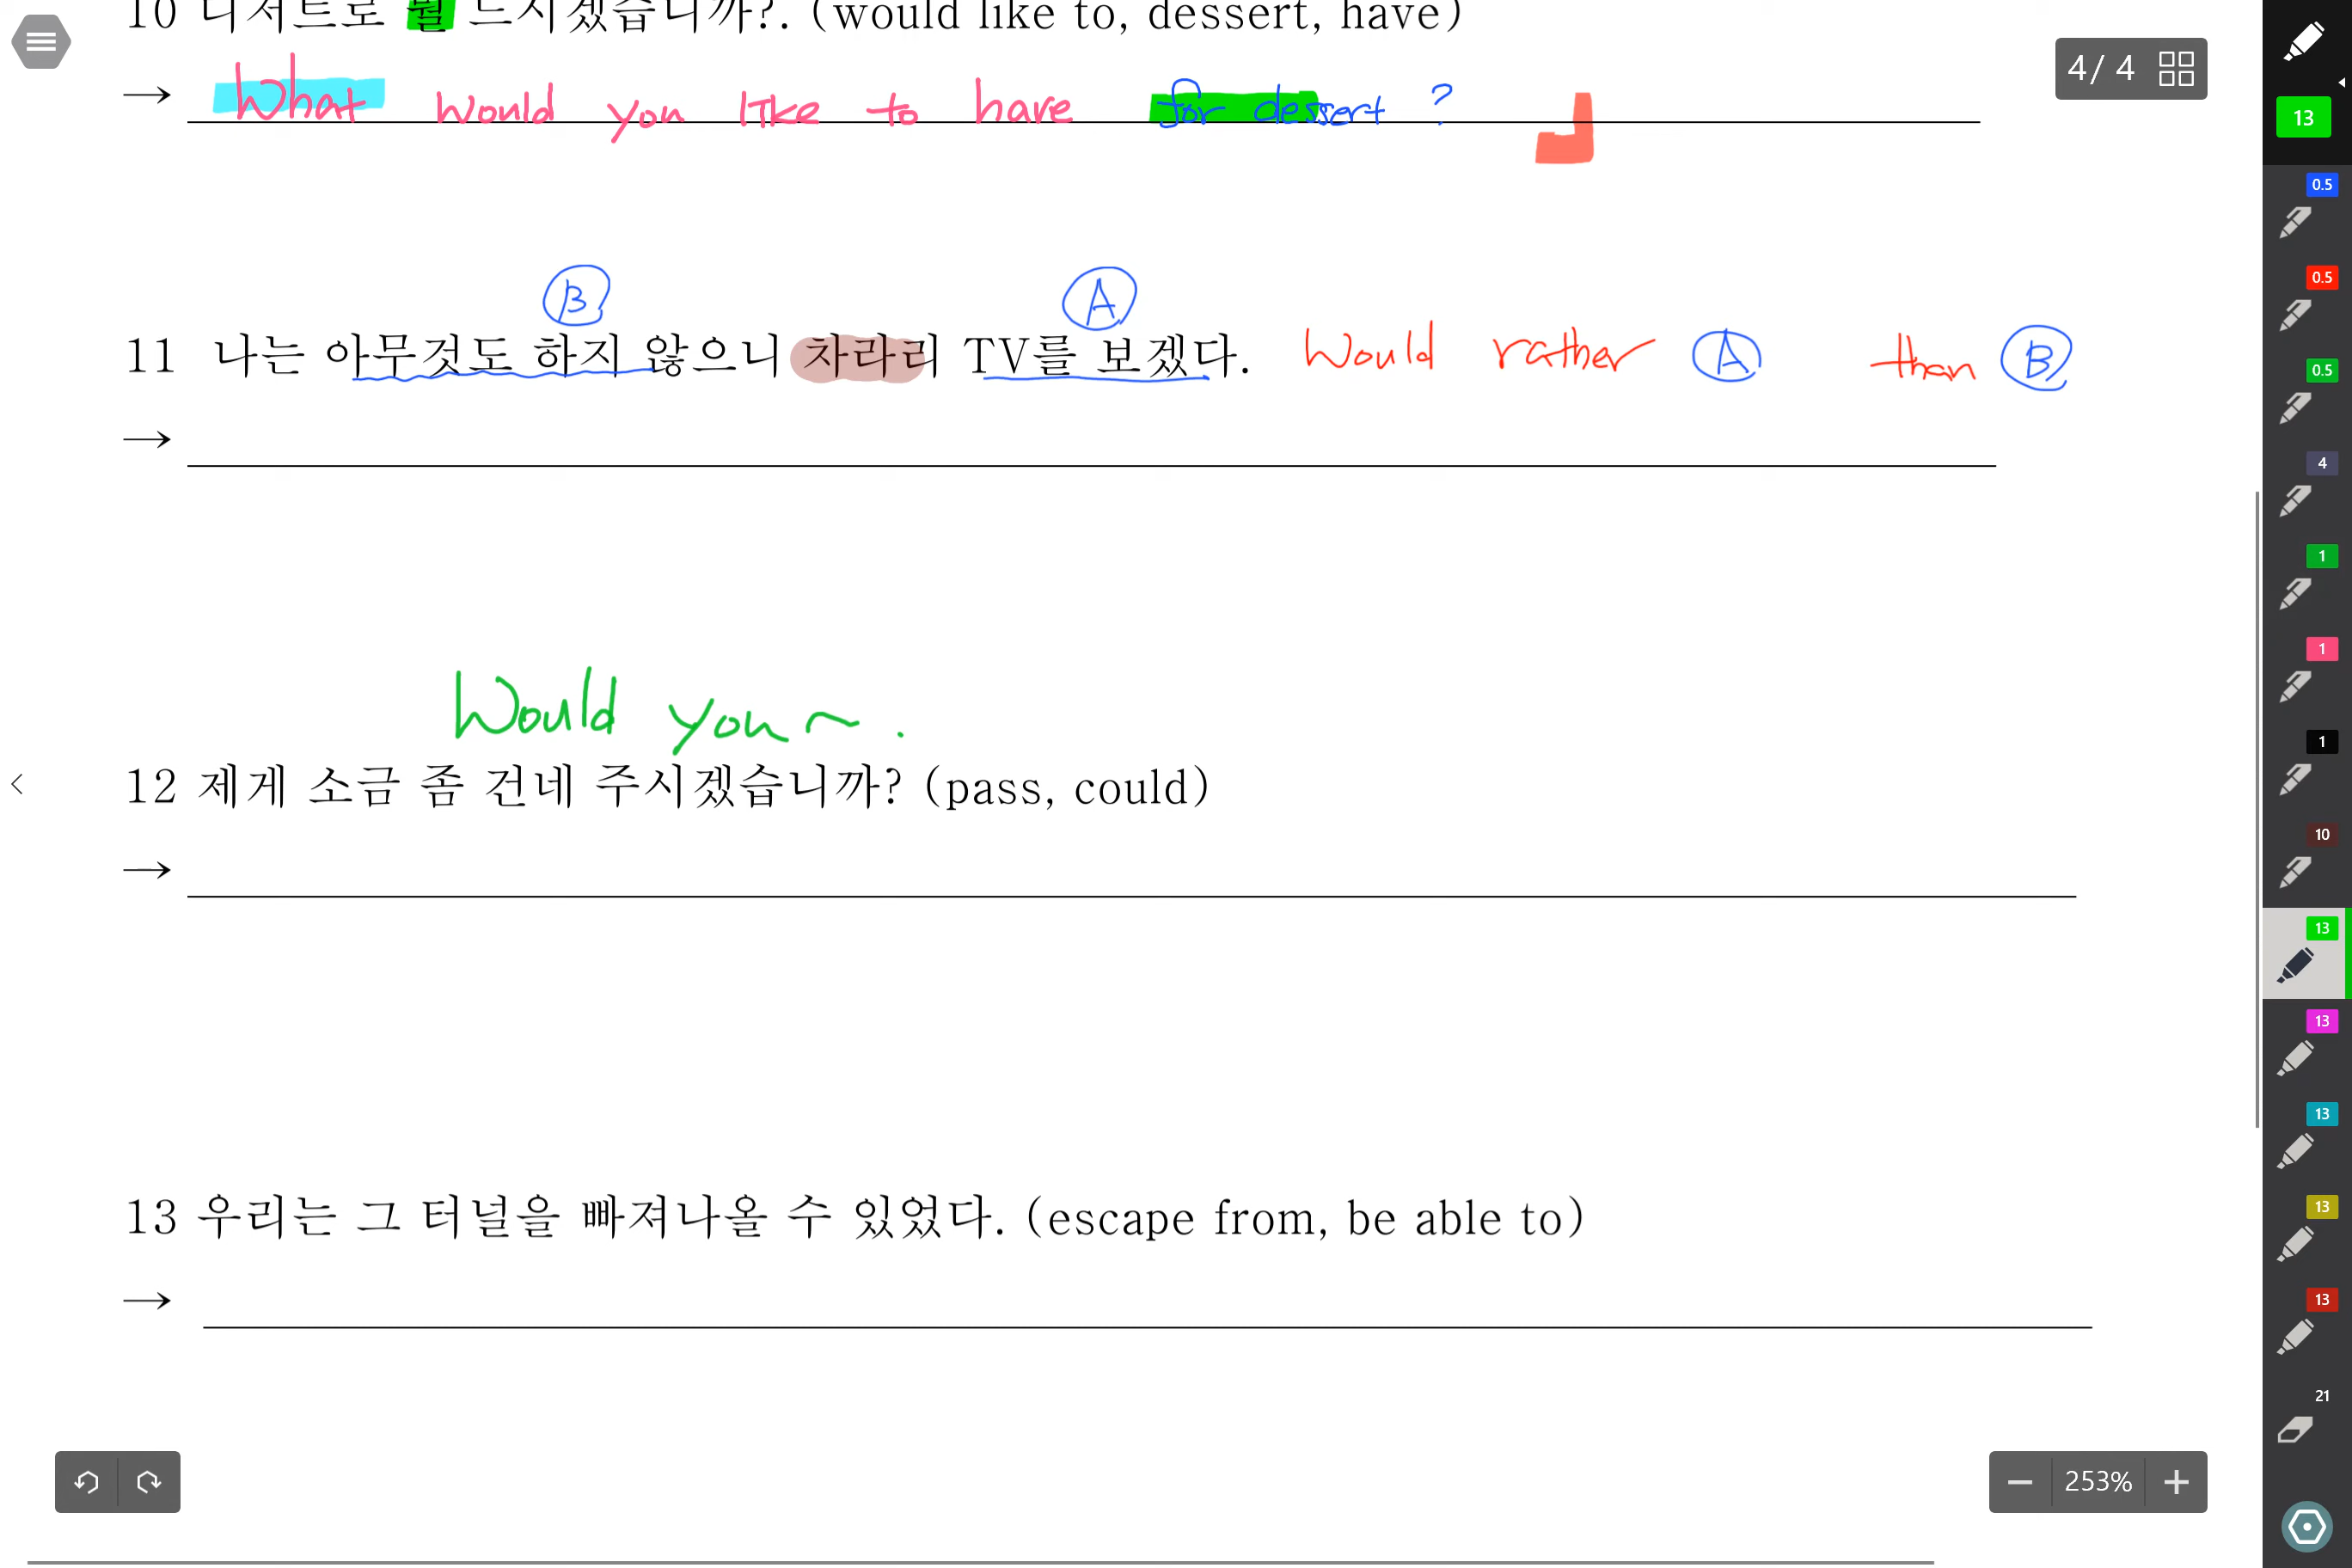 10 디저트로 뭘 드시겠습니까?. (would like to, dessert, have)
4/ 4
13
→ What would you like to have for dessert ?
0.5
0.5
B A
11 나는 아무것도 하지 않으니 차라리 TV를 보겠다. Would rather A than B
0.5
→
4
1
Would you ~ .
1
12 제게 소금 좀 건네 주시겠습니까? (pass, could)
1
→
10
13
13
13
13 우리는 그 터널을 빠져나올 수 있었다. (escape from, be able to)
13
→
13
21
253%